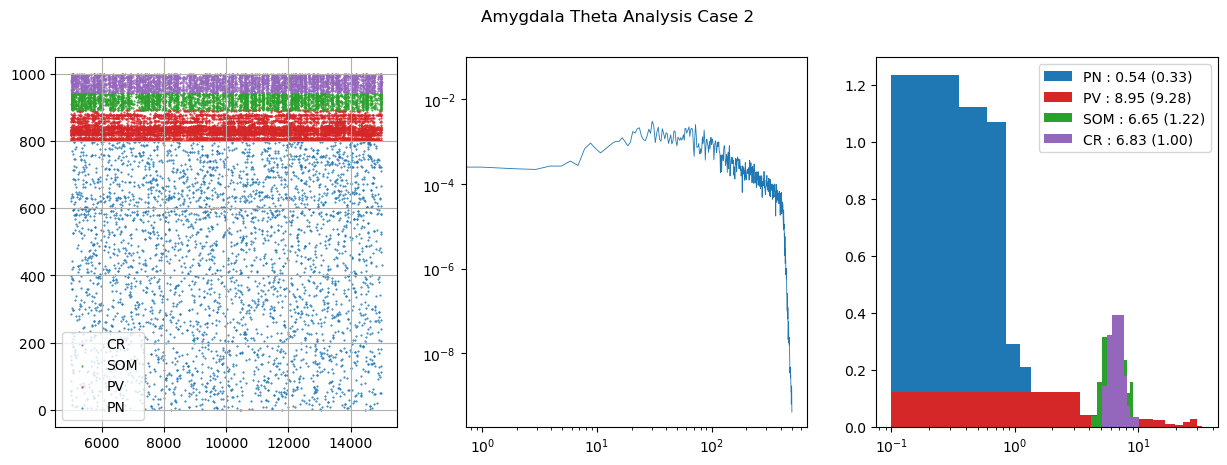 Amygdala Theta Analysis Case 2
1000
800
600
400
200
0
6000 8000 10000 12000 14000
CR
SOM
PV
PN
10⁻²
10⁻⁴
10⁻⁶
10⁻⁸
10⁰ 10¹ 10²
1.2
1.0
0.8
0.6
0.4
0.2
0.0
10⁻¹ 10⁰ 10¹
PN : 0.54 (0.33)
PV : 8.95 (9.28)
SOM : 6.65 (1.22)
CR : 6.83 (1.00)